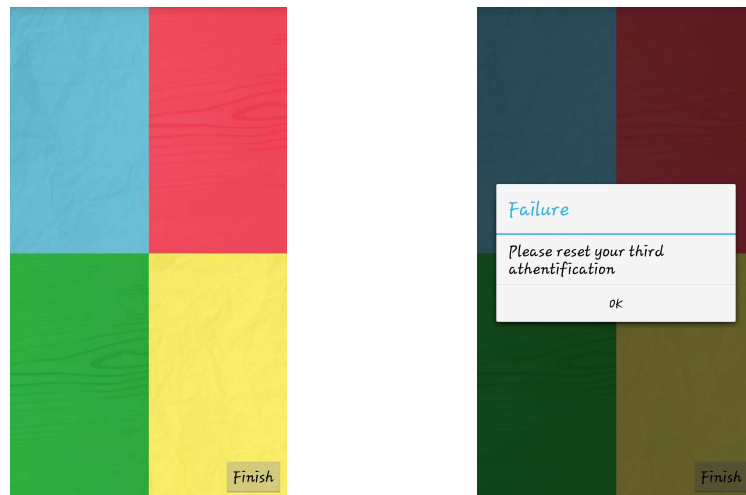 Finish
Failure
Please reset your third
athentification
OK
Finish